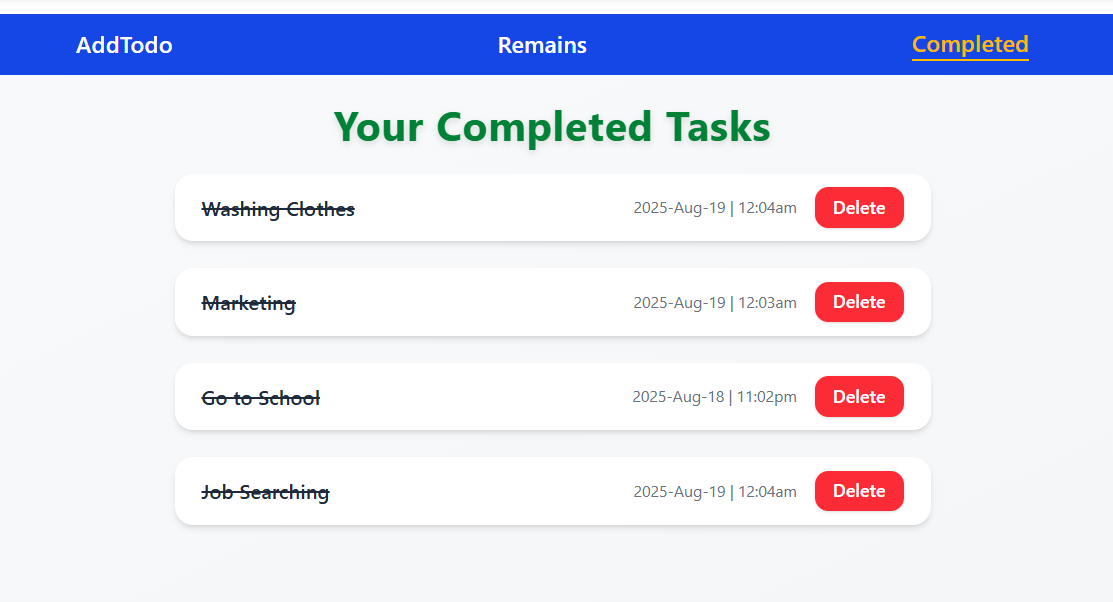 AddTodo Remains Completed
Your Completed Tasks
Washing Clothes 2025-Aug-19 | 12:04am Delete
Marketing 2025-Aug-19 | 12:03am Delete
Go to School 2025-Aug-18 | 11:02pm Delete
Job Searching 2025-Aug-19 | 12:04am Delete